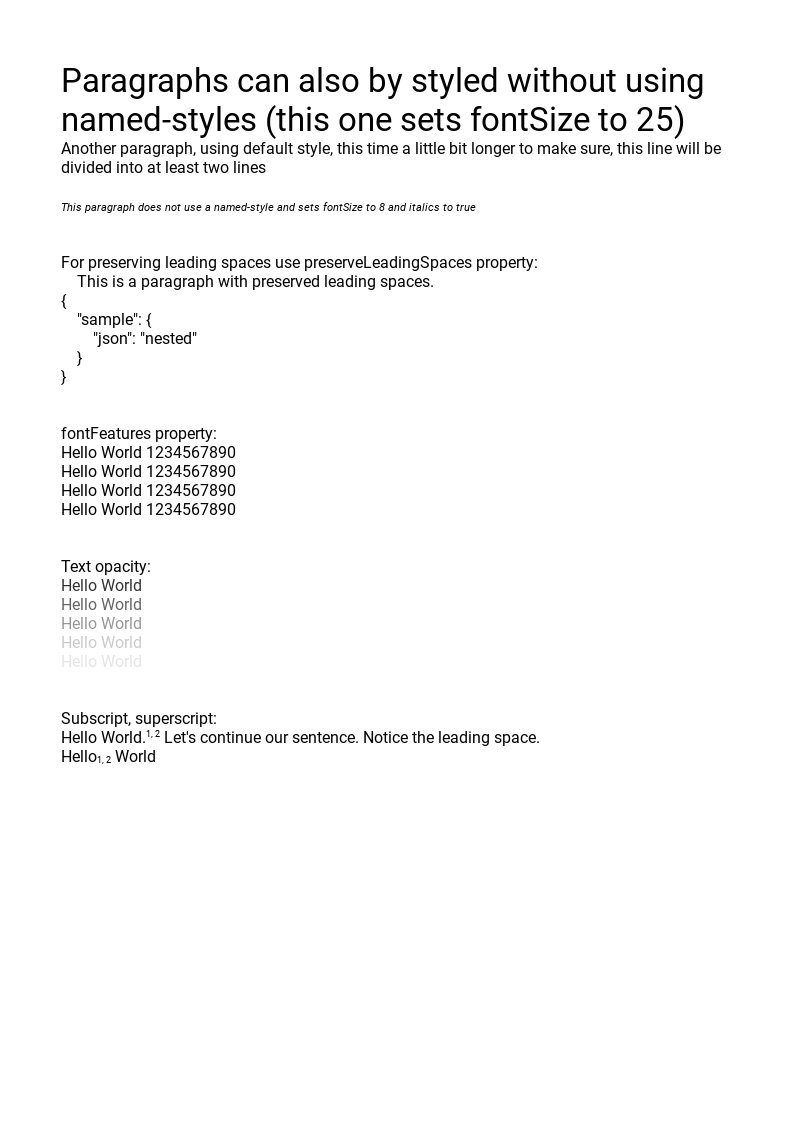 Paragraphs can also by styled without using
named-styles (this one sets fontSize to 25)
Another paragraph, using default style, this time a little bit longer to make sure, this line will be
divided into at least two lines
This paragraph does not use a named-style and sets fontSize to 8 and italics to true
For preserving leading spaces use preserveLeadingSpaces property:
    This is a paragraph with preserved leading spaces.
{
    "sample": {
        "json": "nested"
    }
}
fontFeatures property:
Hello World 1234567890
Hello World 1234567890
Hello World 1234567890
Hello World 1234567890
Text opacity:
Hello World
Hello World
Hello World
Hello World
Hello World
Subscript, superscript:
Hello World.1, 2 Let's continue our sentence. Notice the leading space.
Hello1, 2 World